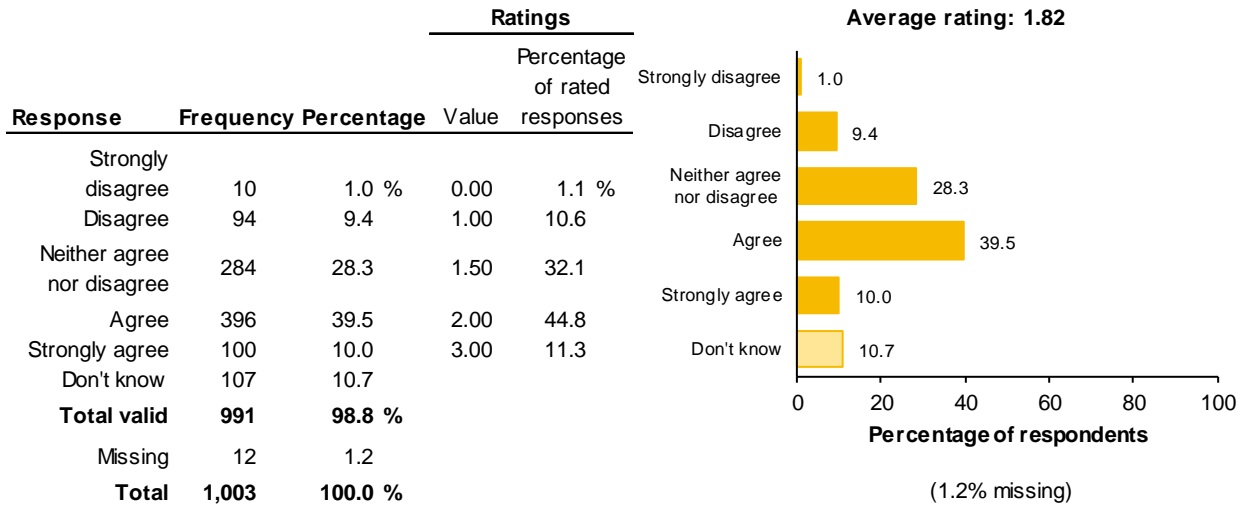 Ratings
Response Frequency Percentage Value Percentage of rated responses
Strongly disagree 10 1.0 % 0.00 1.1 %
Disagree 94 9.4 1.00 10.6
Neither agree nor disagree 284 28.3 1.50 32.1
Agree 396 39.5 2.00 44.8
Strongly agree 100 10.0 3.00 11.3
Don't know 107 10.7
Total valid 991 98.8 %
Missing 12 1.2
Total 1,003 100.0 %
Average rating: 1.82
Strongly disagree 1.0
Disagree 9.4
Neither agree nor disagree 28.3
Agree 39.5
Strongly agree 10.0
Don't know 10.7
0 20 40 60 80 100
Percentage of respondents
(1.2% missing)